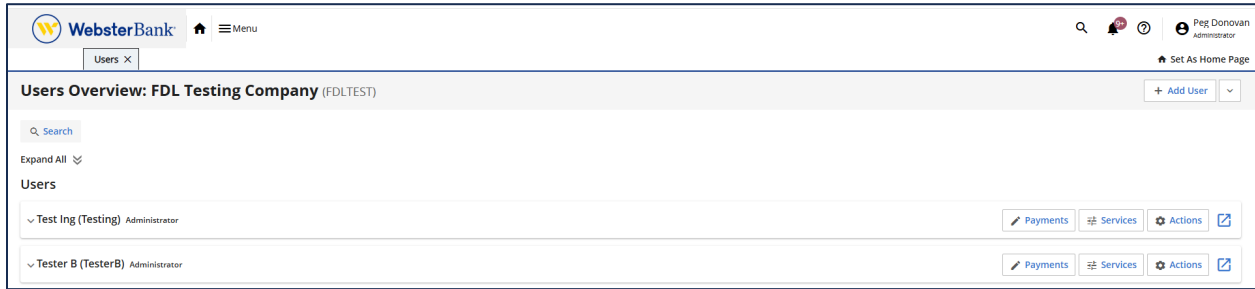 WebsterBank Menu 9+ Peg Donovan
Administrator
Users Set As Home Page
Users Overview: FDL Testing Company (FDLTEST) + Add User
Search
Expand All
Users
Test Ing (Testing) Administrator Payments Services Actions
Tester B (TesterB) Administrator Payments Services Actions